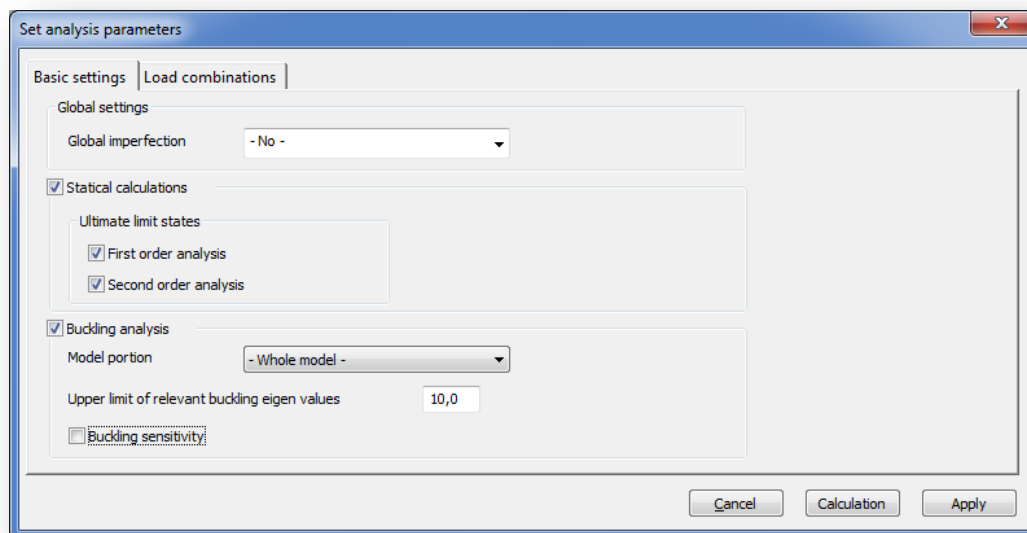 Set analysis parameters
Basic settings Load combinations
Global settings
Global imperfection - No -
Statical calculations
Ultimate limit states
First order analysis
Second order analysis
Buckling analysis
Model portion - Whole model -
Upper limit of relevant buckling eigen values 10,0
Buckling sensitivity
Cancel Calculation Apply